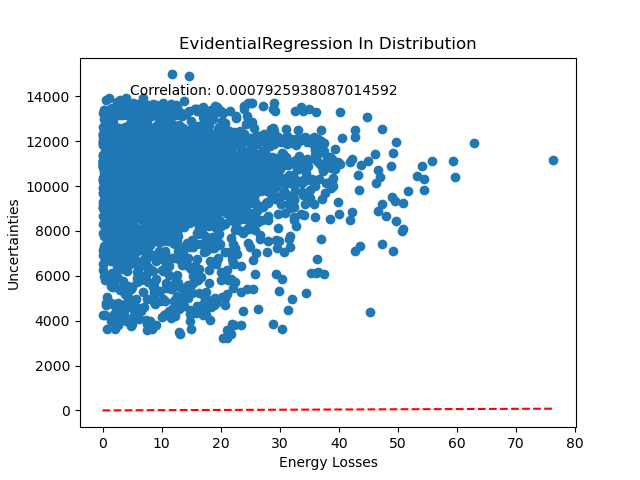 EvidentialRegression In Distribution
Correlation: 0.0007925938087014592
14000
12000
10000
8000
6000
4000
2000
0
Uncertainties
0 10 20 30 40 50 60 70 80
Energy Losses